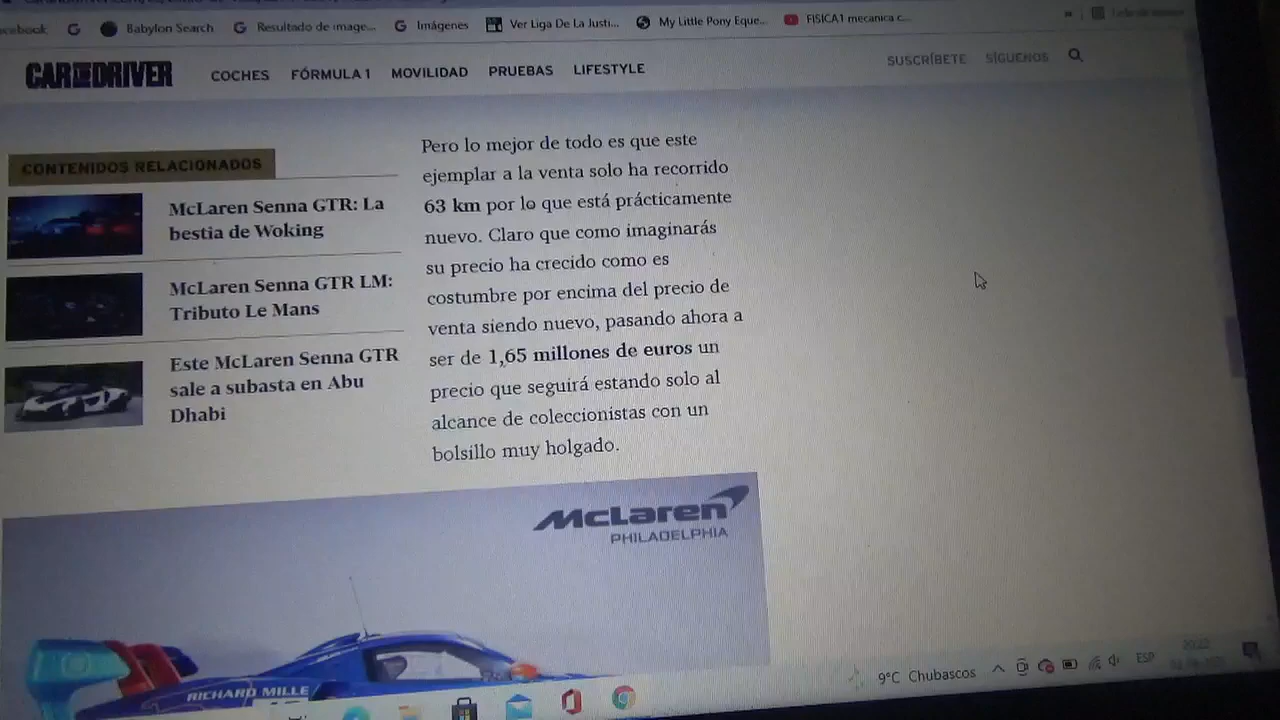 Babylon Search
Resultado de image...
Imágenes
Ver Liga De La Justi...
My Little Pony Eque...
FISICA1 mecanica c...
CAR AND DRIVER
COCHES
FÓRMULA 1
MOVILIDAD
PRUEBAS
LIFESTYLE
SUSCRÍBETE
SÍGUENOS
CONTENIDOS RELACIONADOS
McLaren Senna GTR: La
bestia de Woking
McLaren Senna GTR LM:
Tributo Le Mans
Este McLaren Senna GTR
sale a subasta en Abu
Dhabi
Pero lo mejor de todo es que este
ejemplar a la venta solo ha recorrido
63 km por lo que está prácticamente
nuevo. Claro que como imaginarás
su precio ha crecido como es
costumbre por encima del precio de
venta siendo nuevo, pasando ahora a
ser de 1,65 millones de euros un
precio que seguirá estando solo al
alcance de coleccionistas con un
bolsillo muy holgado.
McLaren
PHILADELPHIA
RICHARD MILLE
9°C Chubascos
ESP